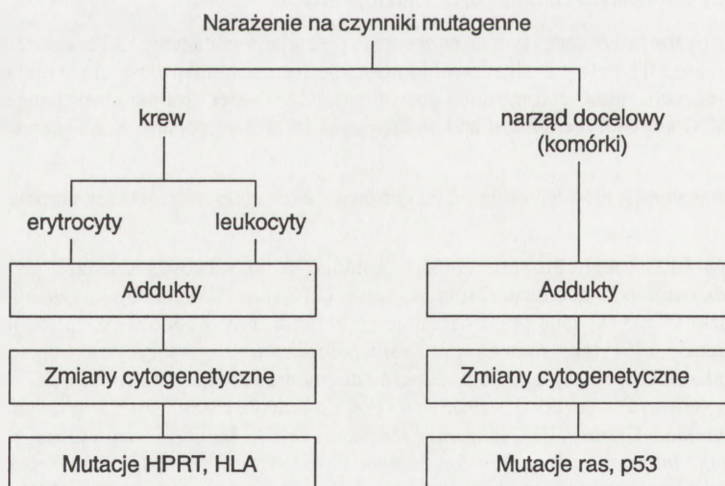 Narażenie na czynniki mutagenne
krew
narząd docelowy
(komórki)
erytrocyty
leukocyty
Addukty
Addukty
Zmiany cytogenetyczne
Zmiany cytogenetyczne
Mutacje HPRT, HLA
Mutacje ras, p53